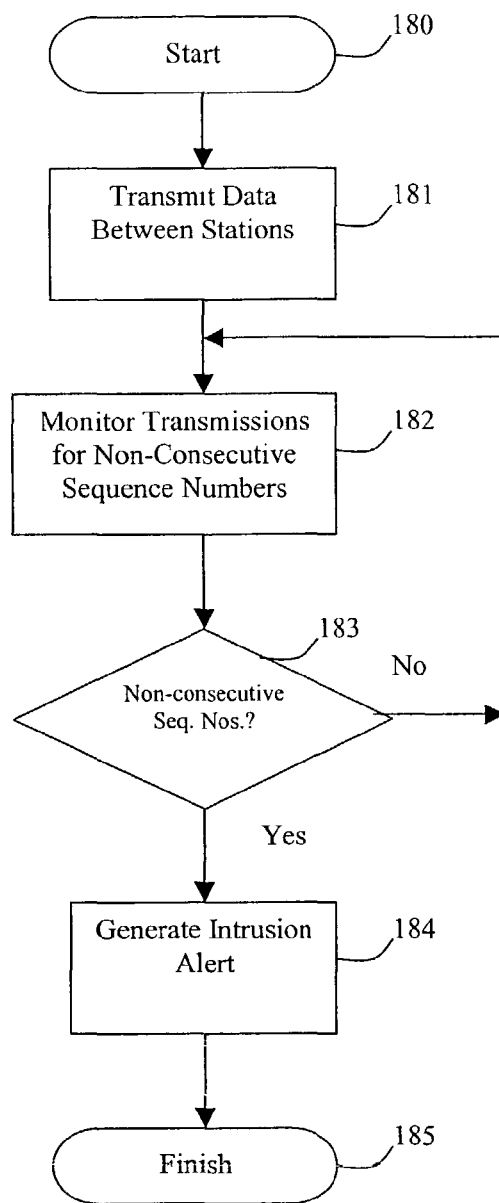 Start
180
Transmit Data
Between Stations
181
Monitor Transmissions
for Non-Consecutive
Sequence Numbers
182
183
Non-consecutive
Seq. Nos.?
No
Yes
Generate Intrusion
Alert
184
Finish
185